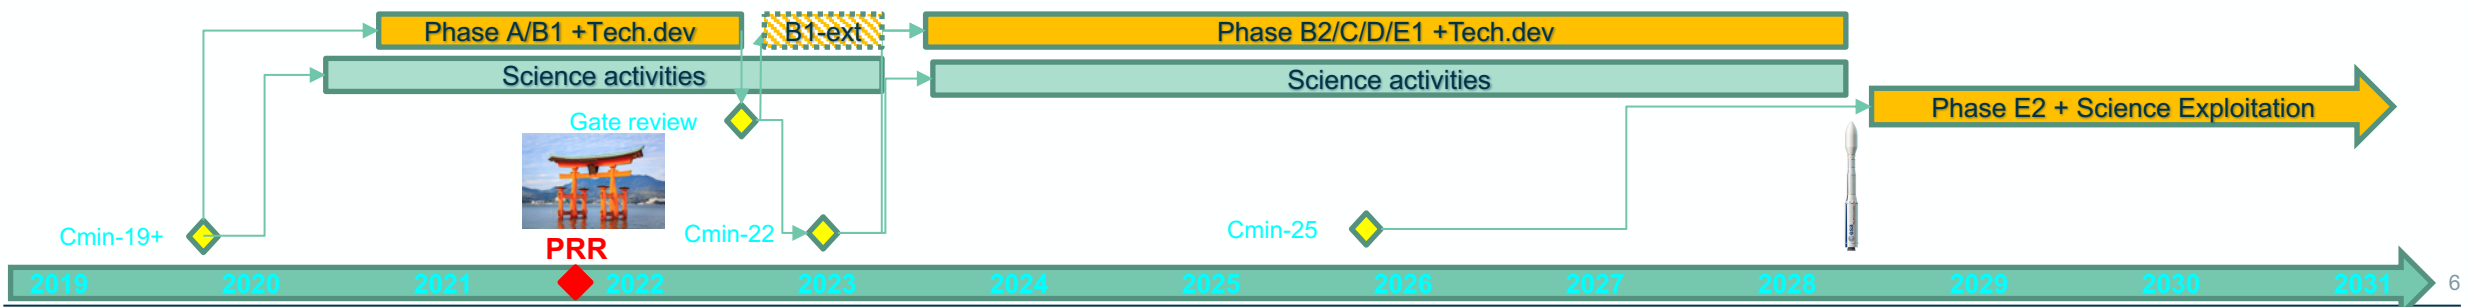 Phase A/B1 +Tech.dev
B1-ext
Phase B2/C/D/E1 +Tech.dev
Science activities
Science activities
Phase E2 + Science Exploitation
Gate review
Cmin-19+
Cmin-22
Cmin-25
PRR
esa
2019 2020 2021 2022 2023 2024 2025 2026 2027 2028 2029 2030 2031
6